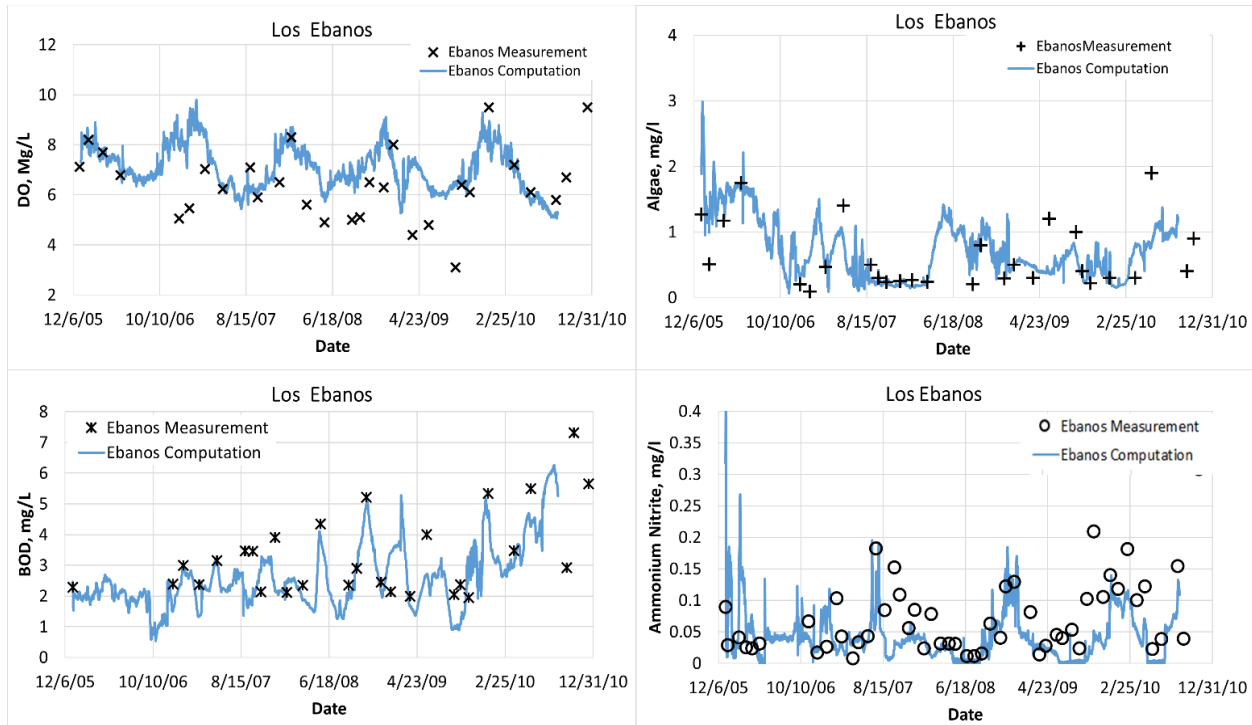 Los Ebanos
Ebanos Measurement
Ebanos Computation
DO, Mg/L
12
10
8
6
4
2
12/6/05 10/10/06 8/15/07 6/18/08 4/23/09 2/25/10 12/31/10
Date
Los Ebanos
EbanosMeasurement
Ebanos Computation
Algae, mg/l
4
3
2
1
0
12/6/05 10/10/06 8/15/07 6/18/08 4/23/09 2/25/10 12/31/10
Date
Los Ebanos
Ebanos Measurement
Ebanos Computation
BOD, mg/L
8
7
6
5
4
3
2
1
0
12/6/05 10/10/06 8/15/07 6/18/08 4/23/09 2/25/10 12/31/10
Date
Los Ebanos
Ebanos Measurement
Ebanos Computation
Ammonium Nitrite, mg/l
0.4
0.35
0.3
0.25
0.2
0.15
0.1
0.05
0
12/6/05 10/10/06 8/15/07 6/18/08 4/23/09 2/25/10 12/31/10
Date